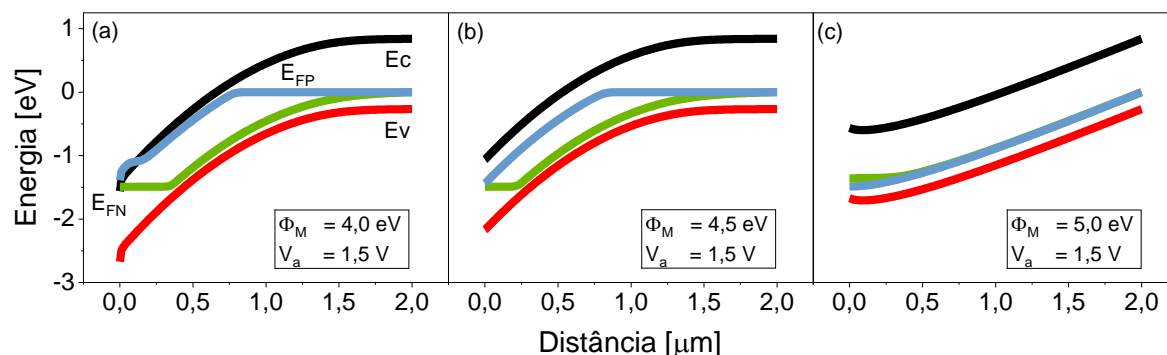 (a)
(b)
(c)
Energia [eV]
1
0
-1
-2
-3
E_FP
Ec
Ev
E_FN
Φ_M = 4,0 eV
V_a = 1,5 V
Φ_M = 4,5 eV
V_a = 1,5 V
Φ_M = 5,0 eV
V_a = 1,5 V
0,0 0,5 1,0 1,5 2,0
0,0 0,5 1,0 1,5 2,0
0,0 0,5 1,0 1,5 2,0
Distância [μm]